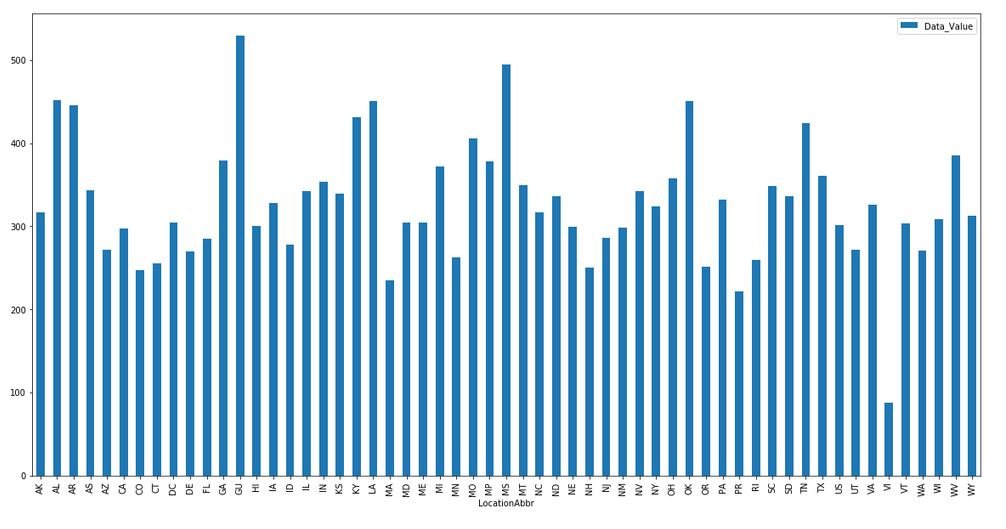 Data_Value
500
400
300
200
100
0
AK AL AR AS AZ CA CO CT DC DE FL GA GU HI IA ID IL IN KS KY LA MA MD ME MI MN MO MP MS MT NC ND NE NH NJ NM NV NY OH OK OR PA PR RI SC SD TN TX US UT VA VI VT WA WI WV WY
LocationAbbr